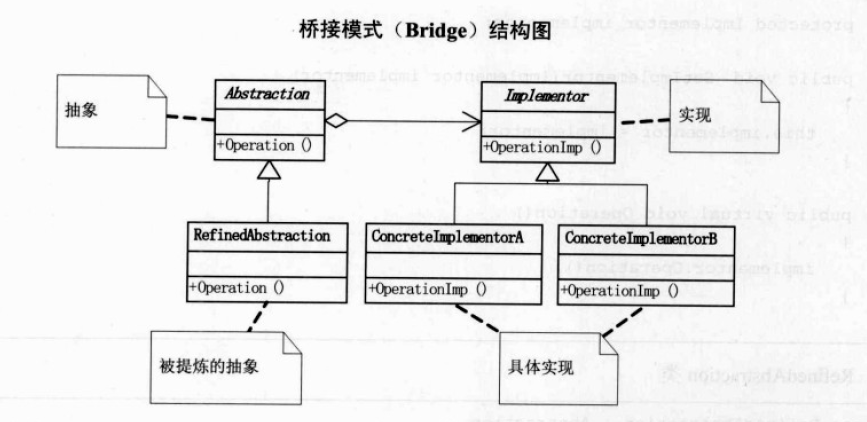 桥接模式（Bridge）结构图
抽象
Abstraction
+Operation ()
Implementor
+OperationImp ()
实现
RefinedAbstraction
+Operation ()
ConcreteImplementorA
+OperationImp ()
ConcreteImplementorB
+OperationImp ()
被提炼的抽象
具体实现